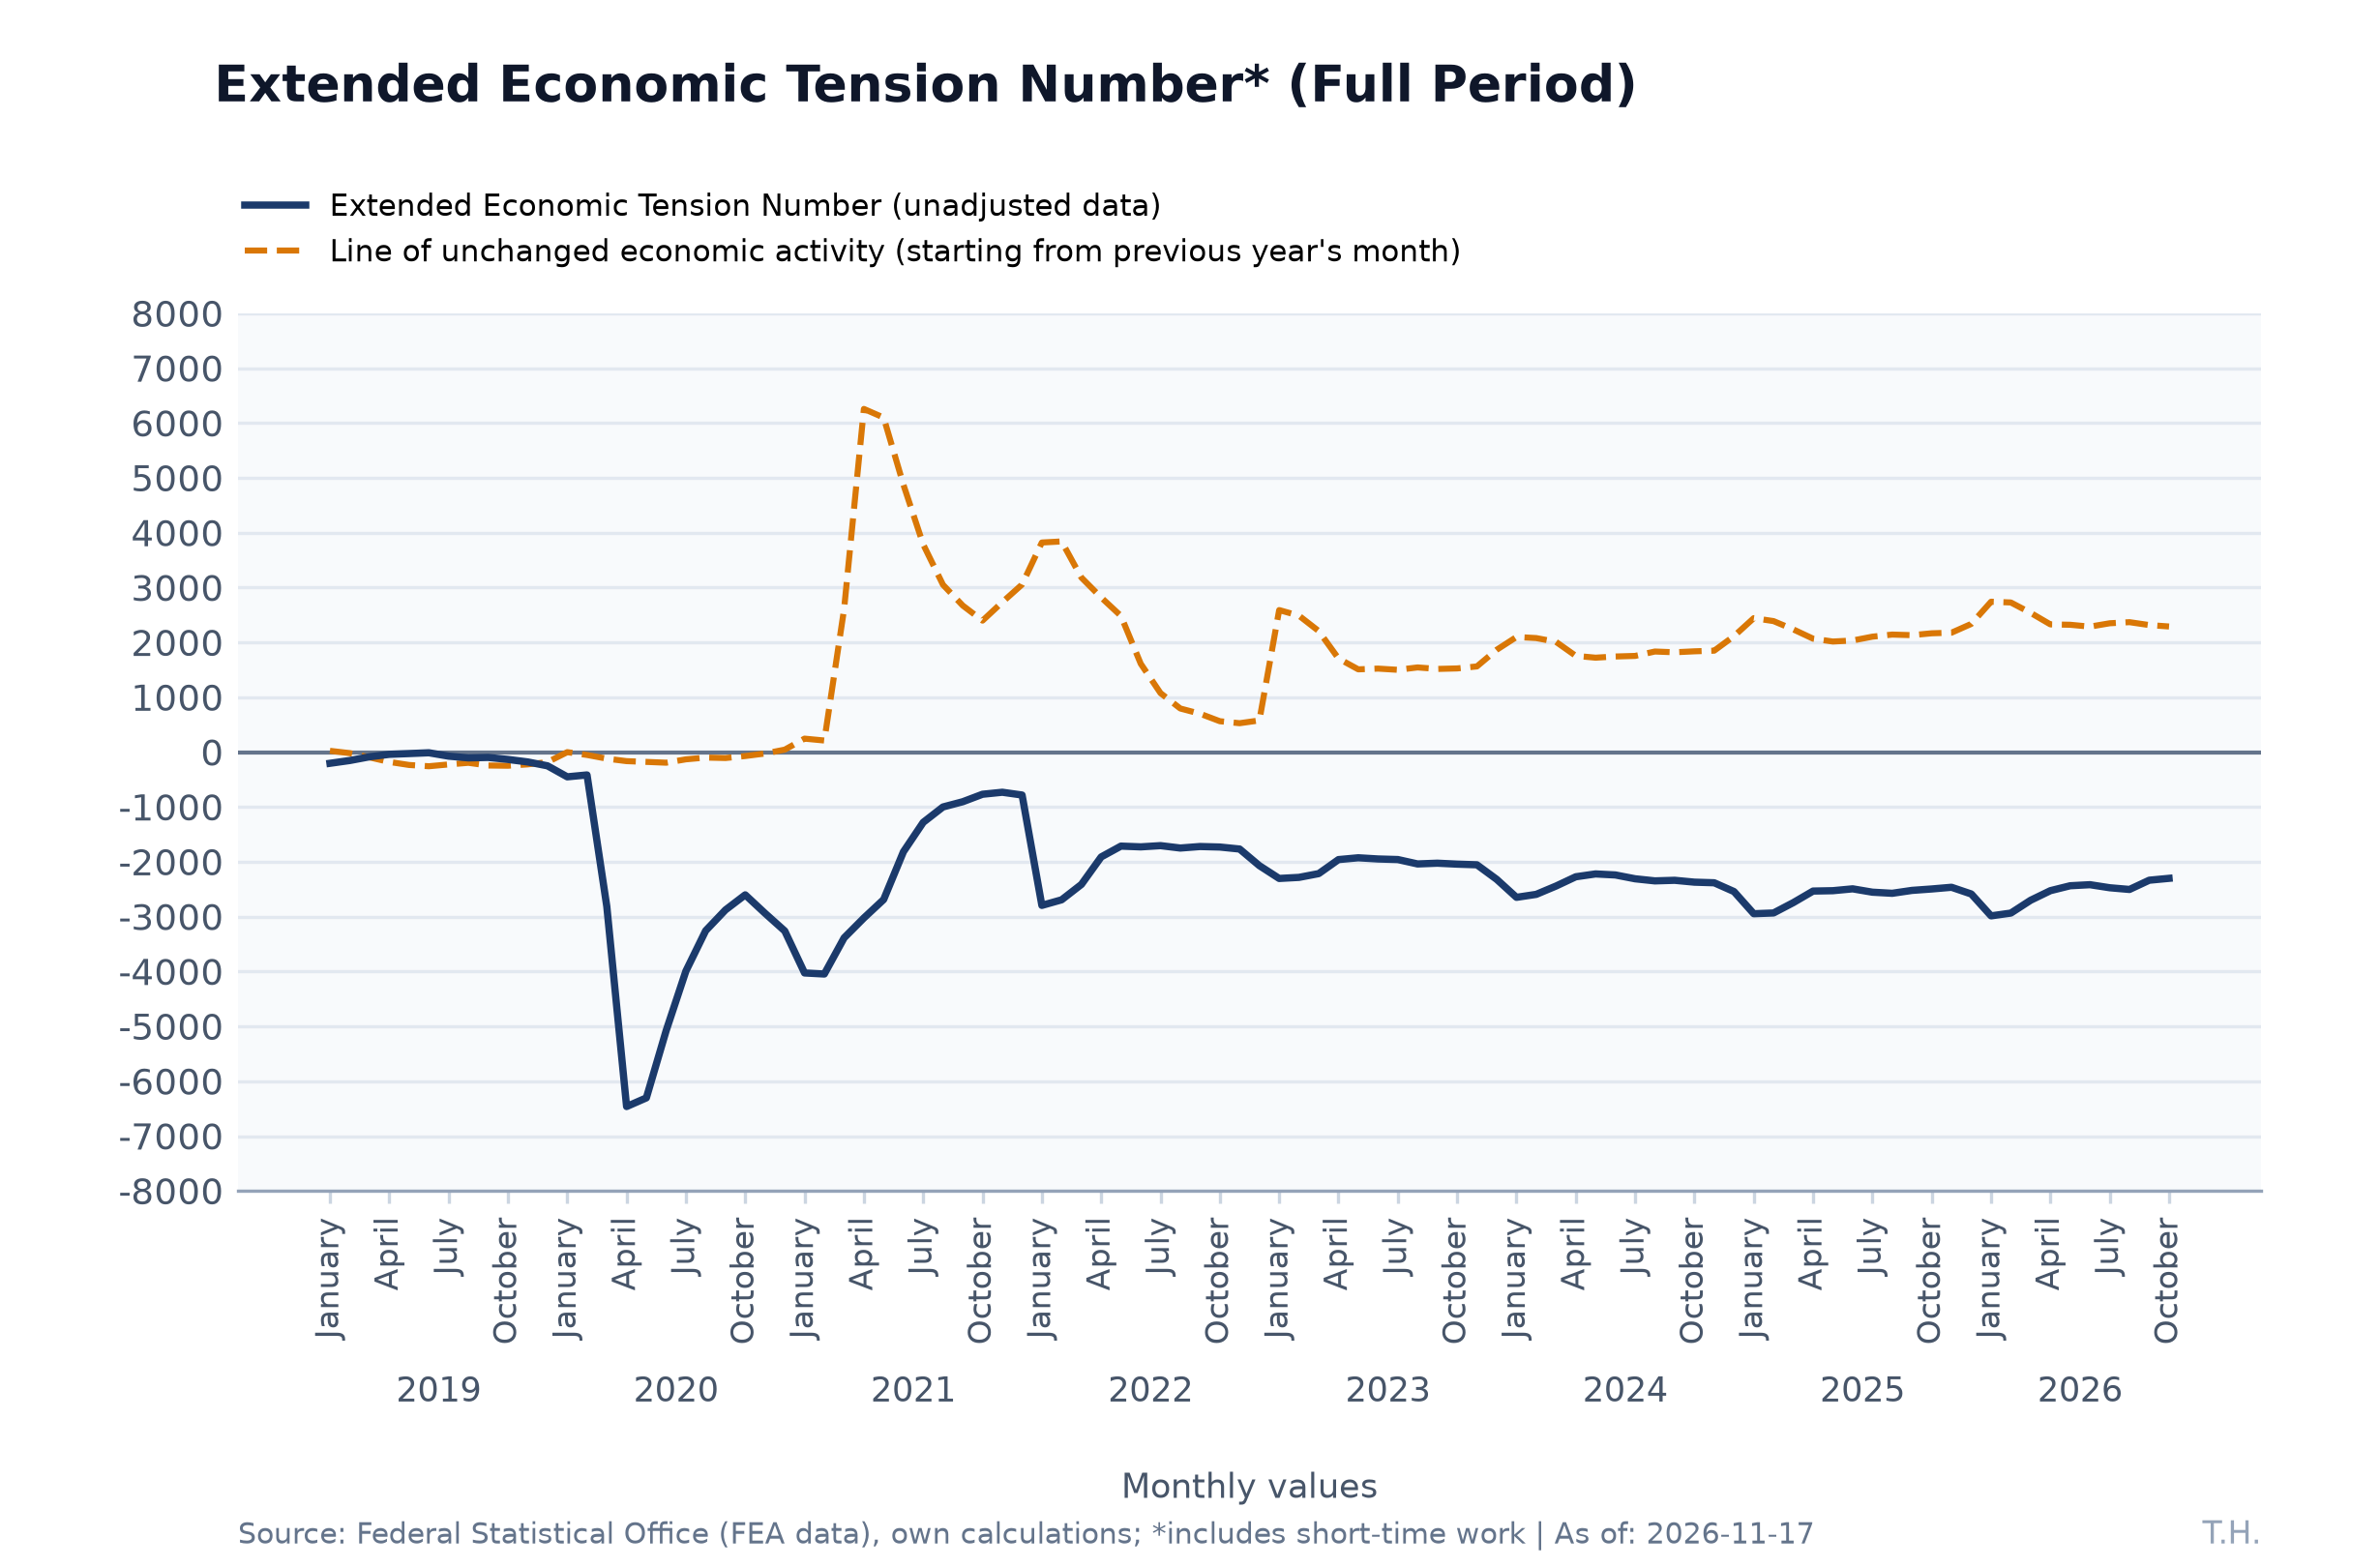 Extended Economic Tension Number* (Full Period)
Extended Economic Tension Number (unadjusted data)
Line of unchanged economic activity (starting from previous year's month)
8000
7000
6000
5000
4000
3000
2000
1000
0
-1000
-2000
-3000
-4000
-5000
-6000
-7000
-8000
January April July October January April July October January April July October January April July October January April July October January April July October January April July October January April July October
2019 2020 2021 2022 2023 2024 2025 2026
Monthly values
Source: Federal Statistical Office (FEA data), own calculations; *includes short-time work | As of: 2026-11-17
T.H.